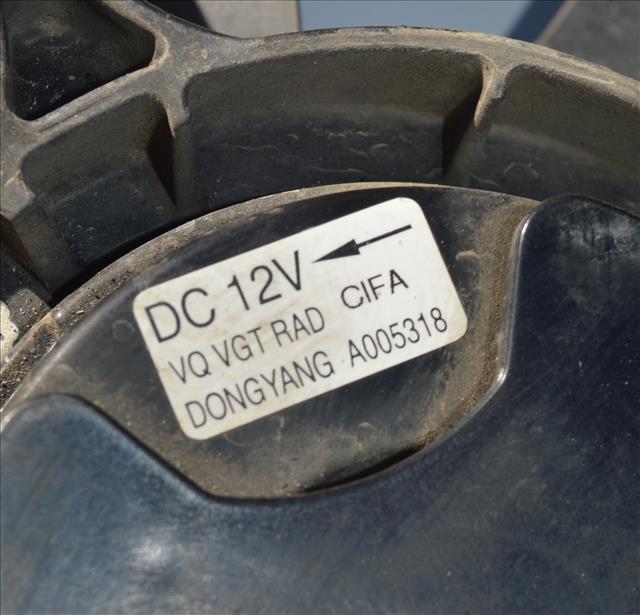 DC 12V
VQ VGT RAD CIFA
DONGYANG A005318